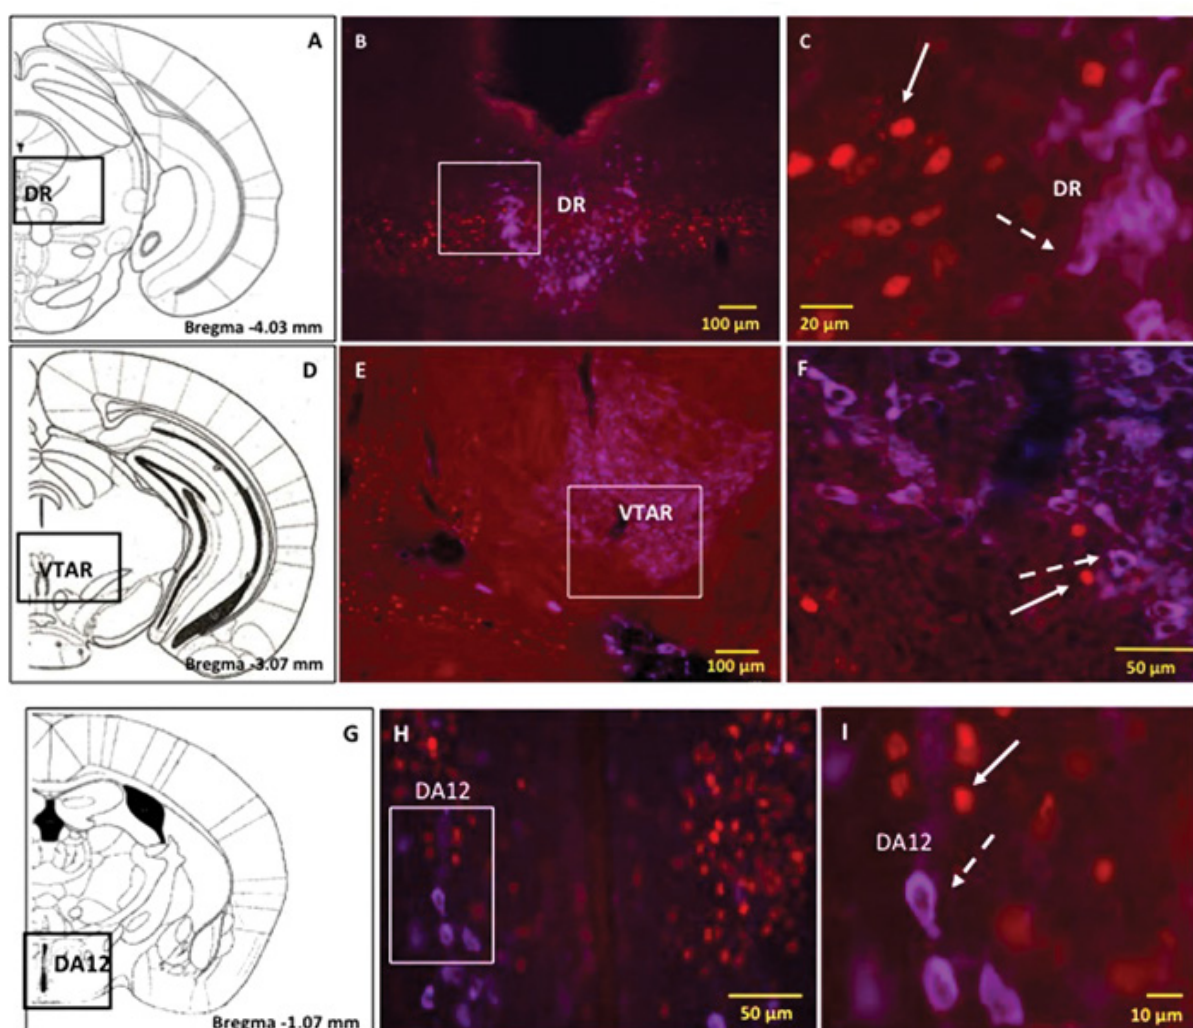 A
DR
Bregma -4.03 mm
B
DR
100 µm
C
DR
20 µm
D
VTAR
Bregma -3.07 mm
E
VTAR
100 µm
F
50 µm
G
DA12
Bregma -1.07 mm
H
DA12
50 µm
I
DA12
10 µm